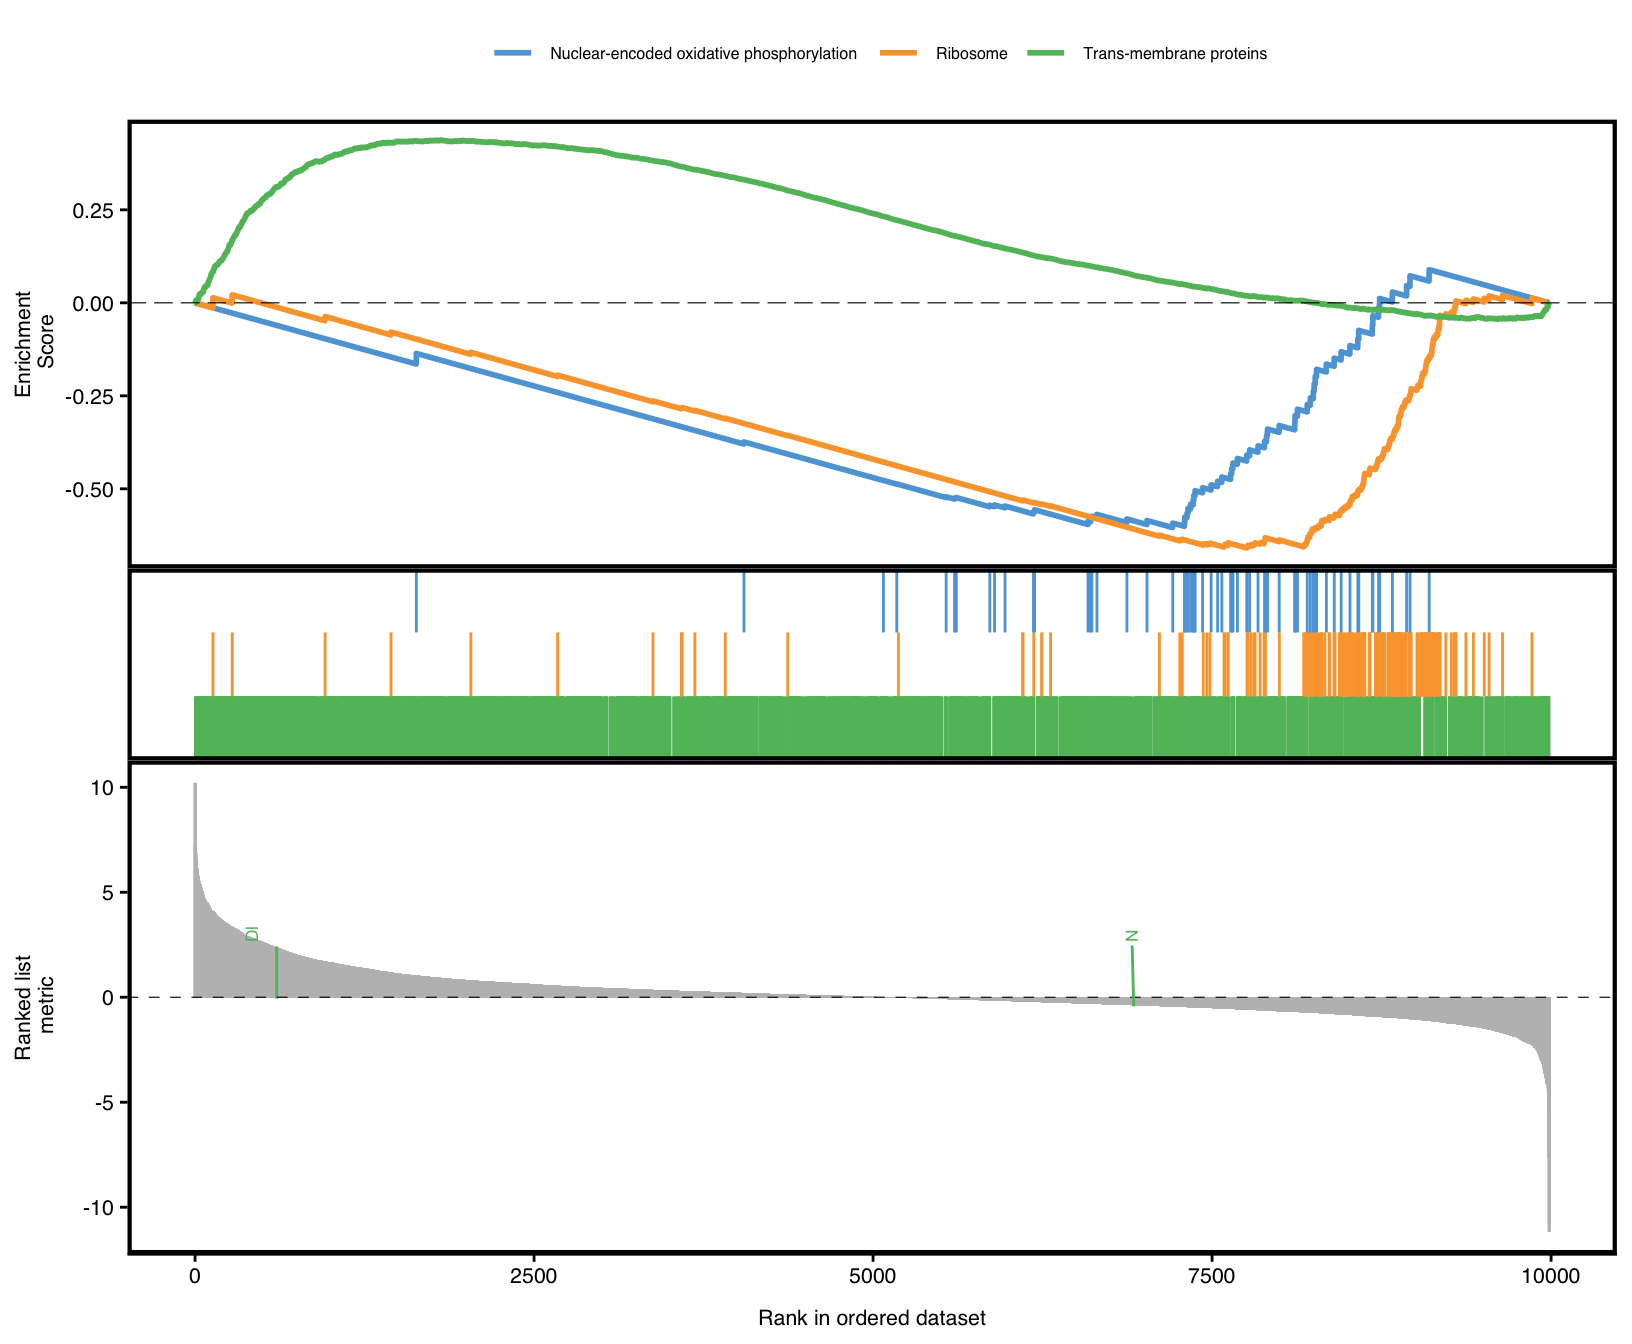 Nuclear-encoded oxidative phosphorylation Ribosome Trans-membrane proteins
Enrichment
Score
0.25
0.00
-0.25
-0.50
Ranked list
metric
10
5
0
-5
-10
DI
N
0 2500 5000 7500 10000
Rank in ordered dataset